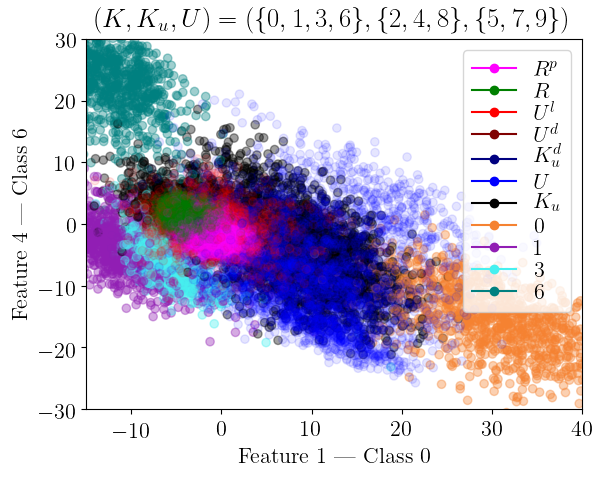 (K, K_u, U) = ({0, 1, 3, 6}, {2, 4, 8}, {5, 7, 9})
30
20
10
0
−10
−20
−30
Feature 4 — Class 6
R^p
R
U^l
U^d
K_u^d
U
K_u
0
1
3
6
−10
0
10
20
30
40
Feature 1 — Class 0